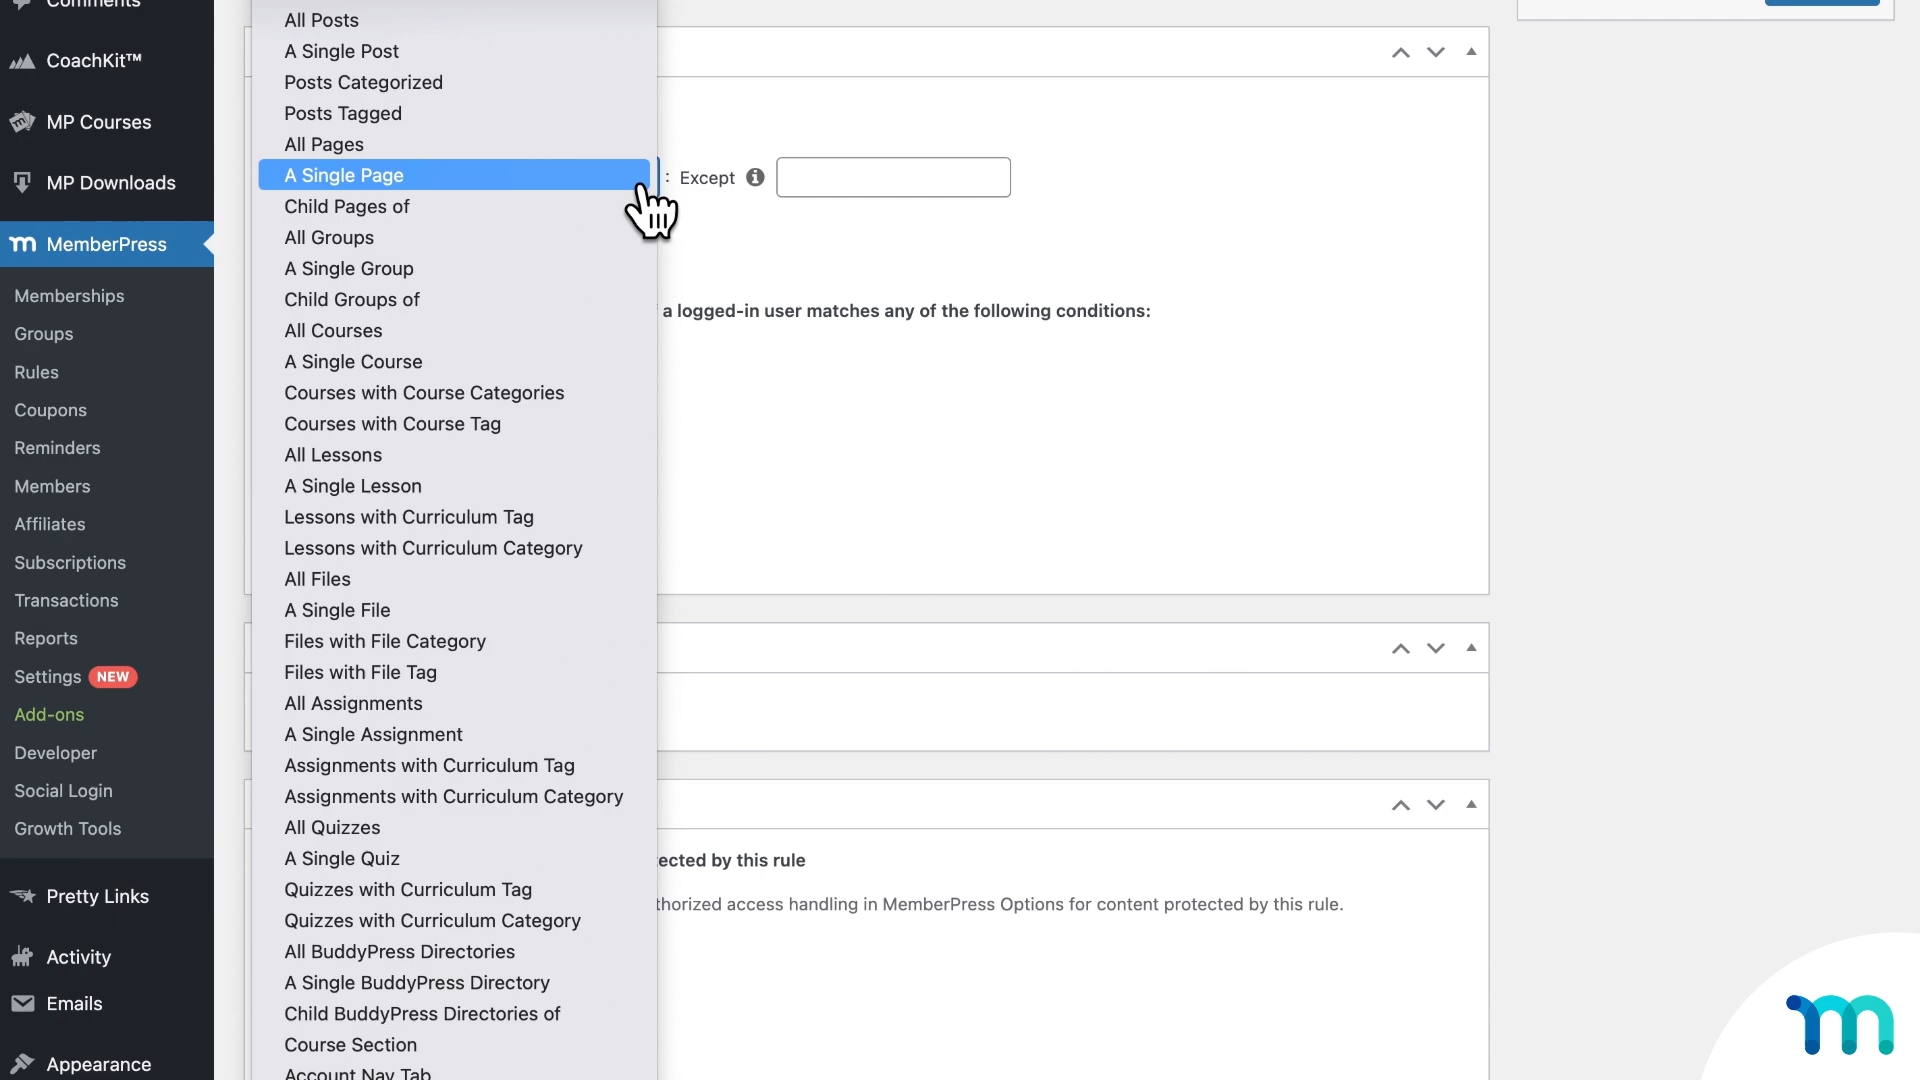 Comments
CoachKit™
MP Courses
MP Downloads
MemberPress
Memberships
Groups
Rules
Coupons
Reminders
Members
Affiliates
Subscriptions
Transactions
Reports
Settings NEW
Add-ons
Developer
Social Login
Growth Tools
Pretty Links
Activity
Emails
Appearance
All Posts
A Single Post
Posts Categorized
Posts Tagged
All Pages
A Single Page
Child Pages of
All Groups
A Single Group
Child Groups of
All Courses
A Single Course
Courses with Course Categories
Courses with Course Tag
All Lessons
A Single Lesson
Lessons with Curriculum Tag
Lessons with Curriculum Category
All Files
A Single File
Files with File Category
Files with File Tag
All Assignments
A Single Assignment
Assignments with Curriculum Tag
Assignments with Curriculum Category
All Quizzes
A Single Quiz
Quizzes with Curriculum Tag
Quizzes with Curriculum Category
All BuddyPress Directories
A Single BuddyPress Directory
Child BuddyPress Directories of
Course Section
Account Nav Tab
: Except
a logged-in user matches any of the following conditions:
ected by this rule
thorized access handling in MemberPress Options for content protected by this rule.